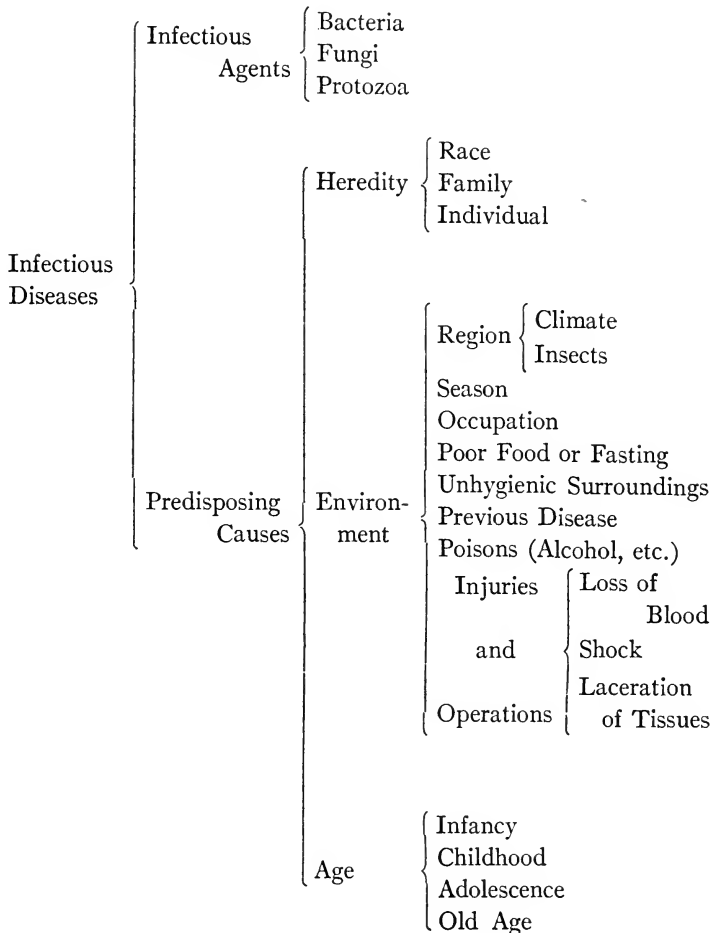 Infectious
Agents
Bacteria
Fungi
Protozoa
Infectious
Diseases
Predisposing
Causes
Heredity
Race
Family
Individual
Environ-
ment
Region
Climate
Insects
Season
Occupation
Poor Food or Fasting
Unhygienic Surroundings
Previous Disease
Poisons (Alcohol, etc.)
Injuries
and
Operations
Loss of
Blood
Shock
Laceration
of Tissues
Age
Infancy
Childhood
Adolescence
Old Age